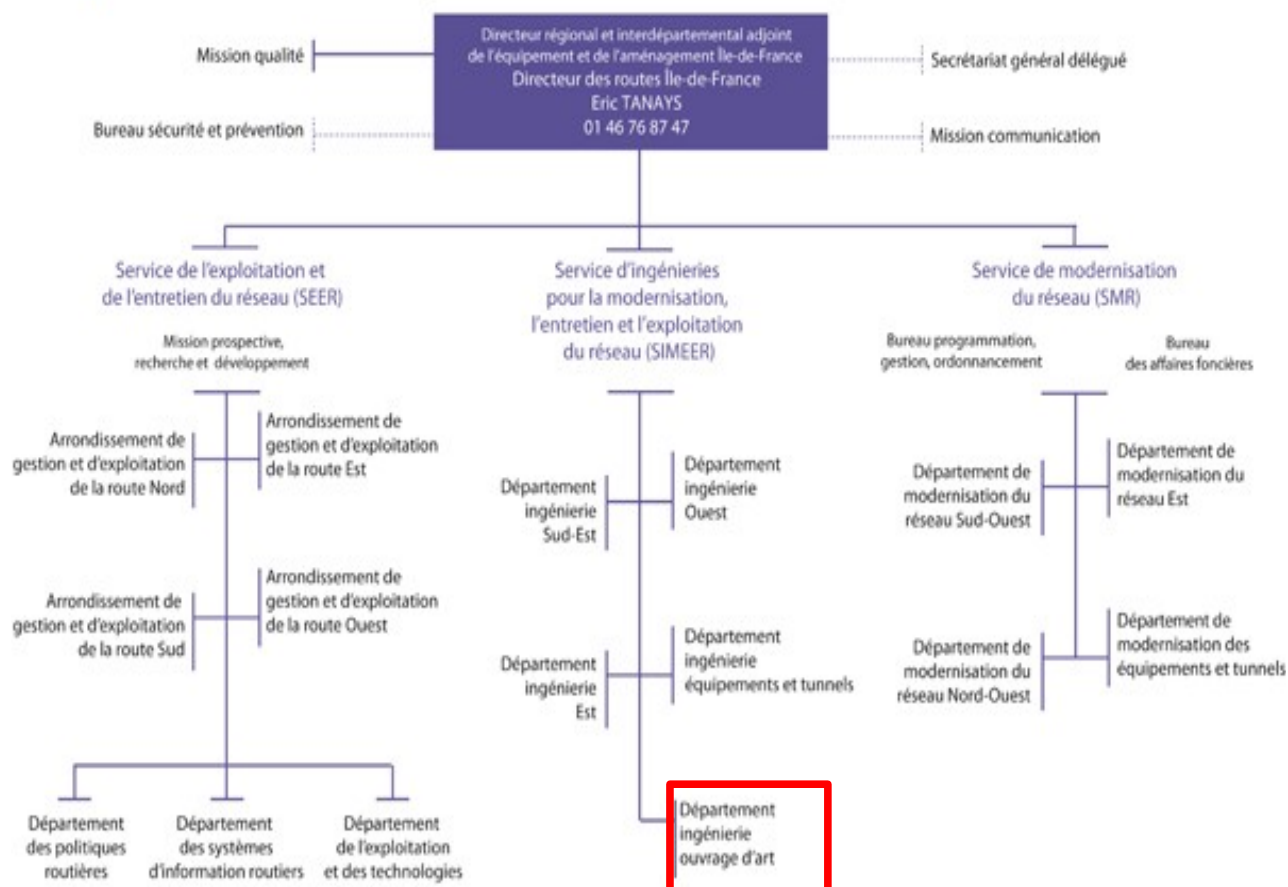 Directeur régional et interdépartemental adjoint
de l'équipement et de l'aménagement Île-de-France
Directeur des routes Île-de-France
Eric TANAYS
01 46 76 87 47
Mission qualité
Secrétariat général délégué
Bureau sécurité et prévention
Mission communication
Service de l'exploitation et
de l'entretien du réseau (SEER)
Mission prospective,
recherche et développement
Arrondissement de
gestion et d'exploitation
de la route Nord
Arrondissement de
gestion et d'exploitation
de la route Est
Arrondissement de
gestion et d'exploitation
de la route Sud
Arrondissement de
gestion et d'exploitation
de la route Ouest
Département
des politiques
routières
Département
des systèmes
d'information routiers
Département
de l'exploitation
et des technologies
Service d'ingénieries
pour la modernisation,
l'entretien et l'exploitation
du réseau (SIMEER)
Département
ingénierie
Sud-Est
Département
ingénierie
Ouest
Département
ingénierie
Est
Département
ingénierie
équipements et tunnels
Département
ingénierie
ouvrage d'art
Service de modernisation
du réseau (SMR)
Bureau programmation,
gestion, ordonnancement
Bureau
des affaires foncières
Département de
modernisation du
réseau Sud-Ouest
Département de
modernisation du
réseau Est
Département de
modernisation du
réseau Nord-Ouest
Département de
modernisation des
équipements et tunnels